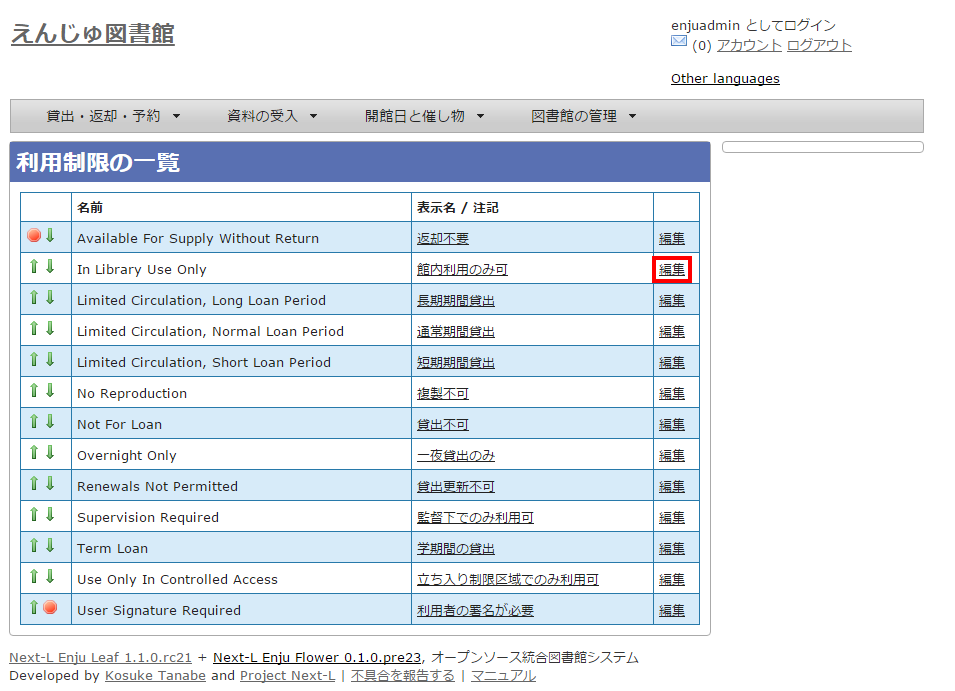 えんじゅ図書館
enjuadmin としてログイン
(0) アカウント ログアウト
Other languages
貸出・返却・予約 ▼ 資料の受入 ▼ 開館日と催し物 ▼ 図書館の管理 ▼
利用制限の一覧
名前 表示名 / 注記
Available For Supply Without Return 返却不要 編集
In Library Use Only 館内利用のみ可 編集
Limited Circulation, Long Loan Period 長期期間貸出 編集
Limited Circulation, Normal Loan Period 通常期間貸出 編集
Limited Circulation, Short Loan Period 短期期間貸出 編集
No Reproduction 複製不可 編集
Not For Loan 貸出不可 編集
Overnight Only 一夜貸出のみ 編集
Renewals Not Permitted 貸出更新不可 編集
Supervision Required 監督下でのみ利用可 編集
Term Loan 学期間の貸出 編集
Use Only In Controlled Access 立ち入り制限区域でのみ利用可 編集
User Signature Required 利用者の署名が必要 編集
Next-L Enju Leaf 1.1.0.rc21 + Next-L Enju Flower 0.1.0.pre23, オープンソース統合図書館システム
Developed by Kosuke Tanabe and Project Next-L | 不具合を報告する | マニュアル